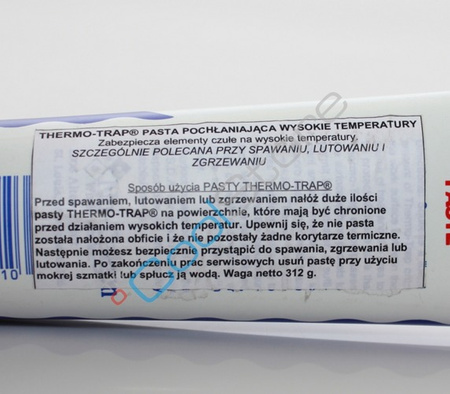 THERMO-TRAP® PASTA POCHŁANIAJĄCA WYSOKIE TEMPERATURY
Zabezpiecza elementy czułe na wysokie temperatury.
SZCZEGÓLNIE POLECANA PRZY SPAWANIU, LUTOWANIU I
ZGRZEWANIU
Sposób użycia PASTY THERMO-TRAP®
Przed spawaniem, lutowaniem lub zgrzewaniem nałóż duże ilości
pasty THERMO-TRAP® na powierzchnie, które mają być chronione
przed działaniem wysokich temperatur. Upewnij się, że nie pasta
została nałożona obficie i że nie pozostały żadne korytarze termiczne.
Następnie możesz bezpiecznie przystąpić do spawania, zgrzewania lub
lutowania. Po zakończeniu prac serwisowych usuń pastę przy użyciu
mokrej szmatki lub spłucz ją wodą. Waga netto 312 g.
10
PASTE